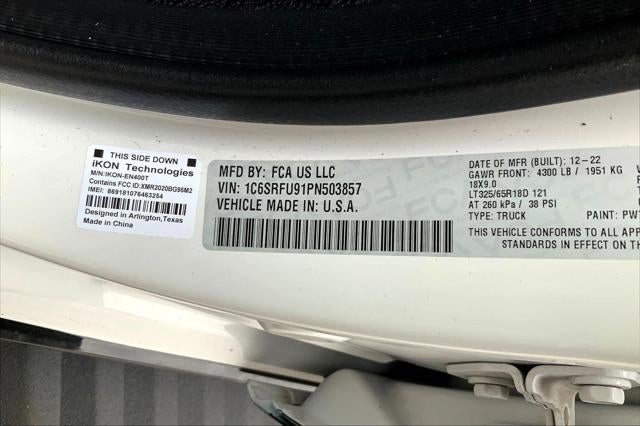 THIS SIDE DOWN
iKON Technologies
M/N:IKON-EN400T
Contains FCC ID:XMR2020BG95M2
IMEI: 869181076463254
Designed in Arlington,Texas
Made in China
MFD BY: FCA US LLC
VIN: 1C6SRFU91PN503857
VEHICLE MADE IN: U.S.A.
DATE OF MFR (BUILT): 12-22
GAWR FRONT: 4300 LB / 1951 KG
18X9.0
LT325/65R18D 121
AT 260 kPa / 38 PSI
TYPE: TRUCK PAINT: PW7
THIS VEHICLE CONFORMS TO ALL APP
STANDARDS IN EFFECT ON TH